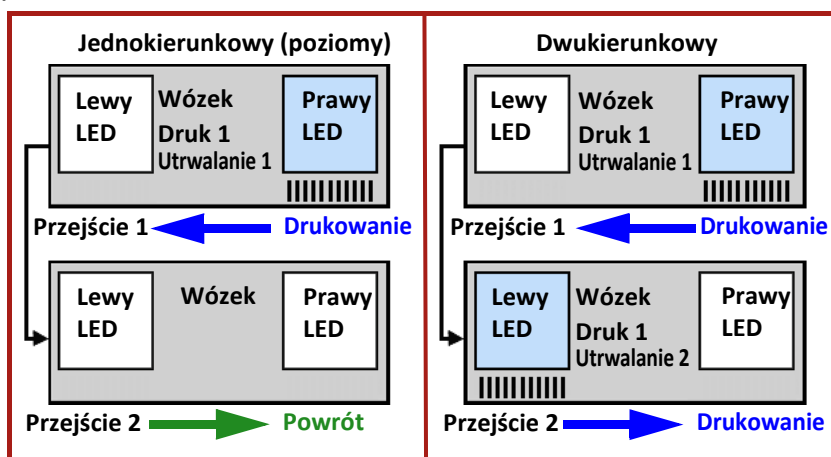 Jednokierunkowy (poziomy)
Lewy LED
Wózek
Druk 1
Utrwalanie 1
Prawy LED
Przejście 1
Drukowanie
Lewy LED
Wózek
Prawy LED
Przejście 2
Powrót
Dwukierunkowy
Lewy LED
Wózek
Druk 1
Utrwalanie 1
Prawy LED
Przejście 1
Drukowanie
Lewy LED
Wózek
Druk 1
Utrwalanie 2
Prawy LED
Przejście 2
Drukowanie